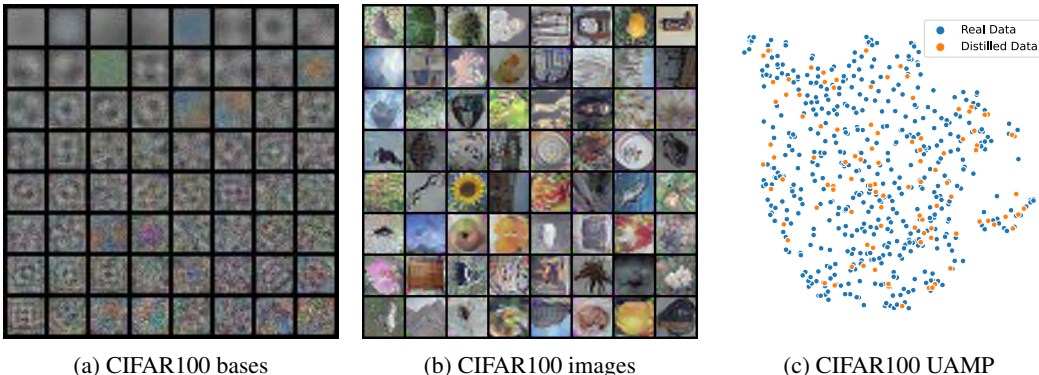 Real Data
Distilled Data
(a) CIFAR100 bases
(b) CIFAR100 images
(c) CIFAR100 UAMP